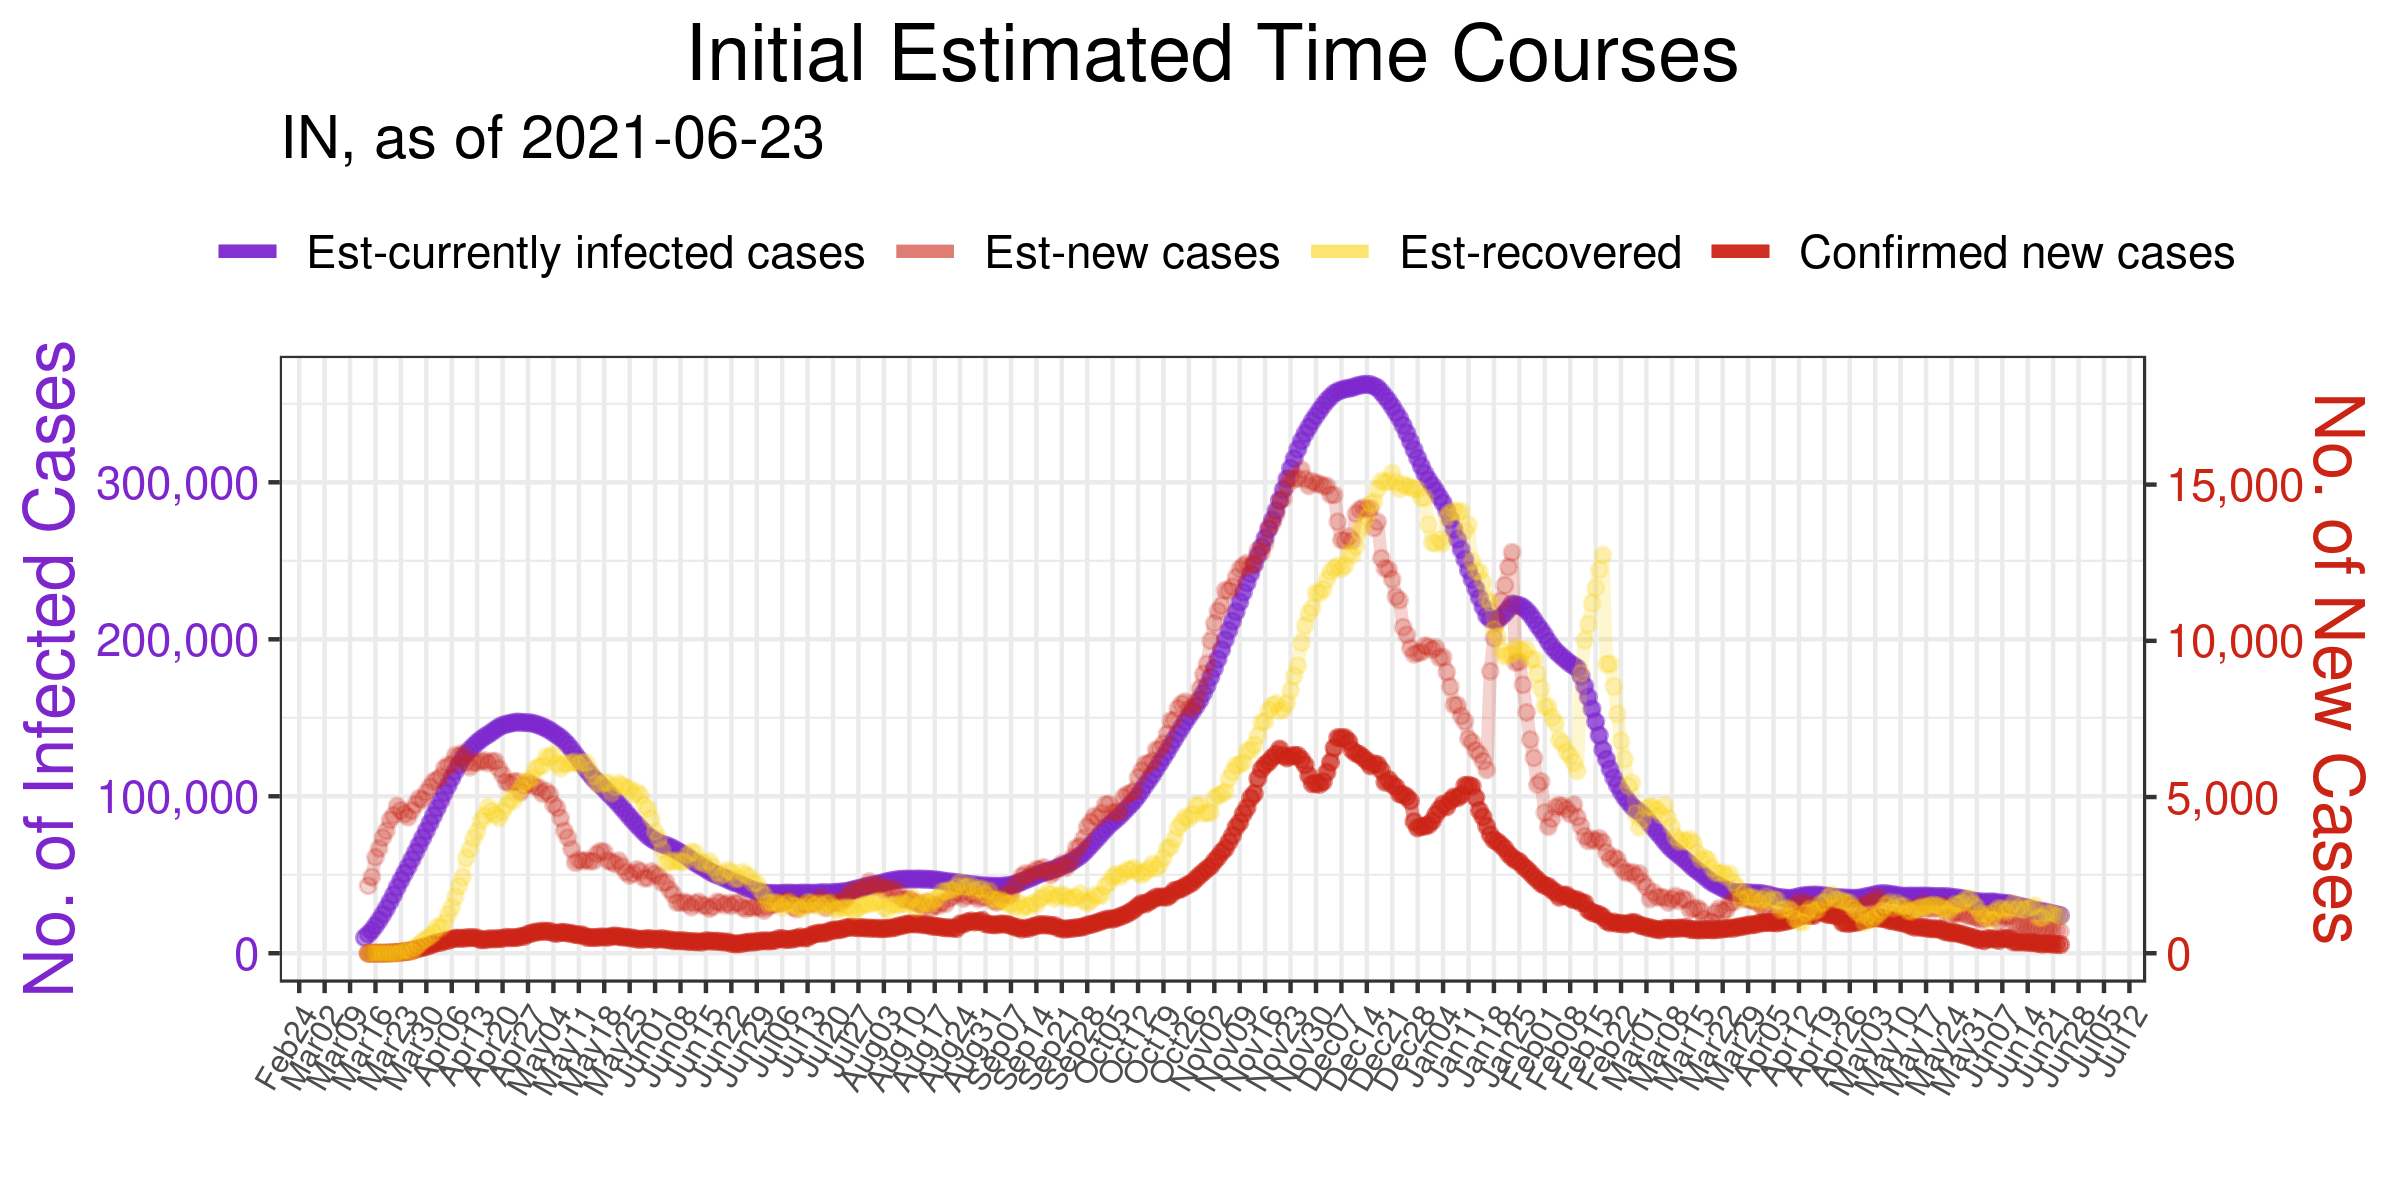 Initial Estimated Time Courses
IN, as of 2021-06-23
Est-currently infected cases Est-new cases Est-recovered Confirmed new cases
No. of Infected Cases
300,000
200,000
100,000
0
15,000
10,000
5,000
0
No. of New Cases
Feb24 Mar02 Mar09 Mar16 Mar23 Mar30 Apr06 Apr13 Apr20 Apr27 May04 May11 May18 May25 Jun01 Jun08 Jun15 Jun22 Jun29 Jul06 Jul13 Jul20 Jul27 Aug03 Aug10 Aug17 Aug24 Aug31 Sep07 Sep14 Sep21 Sep28 Oct05 Oct12 Oct19 Oct26 Nov02 Nov09 Nov16 Nov23 Nov30 Dec07 Dec14 Dec21 Dec28 Jan04 Jan11 Jan18 Jan25 Feb01 Feb08 Feb15 Feb22 Mar01 Mar08 Mar15 Mar22 Mar29 Apr05 Apr12 Apr19 Apr26 May03 May10 May17 May24 May31 Jun07 Jun14 Jun21 Jun28 Jul05 Jul12